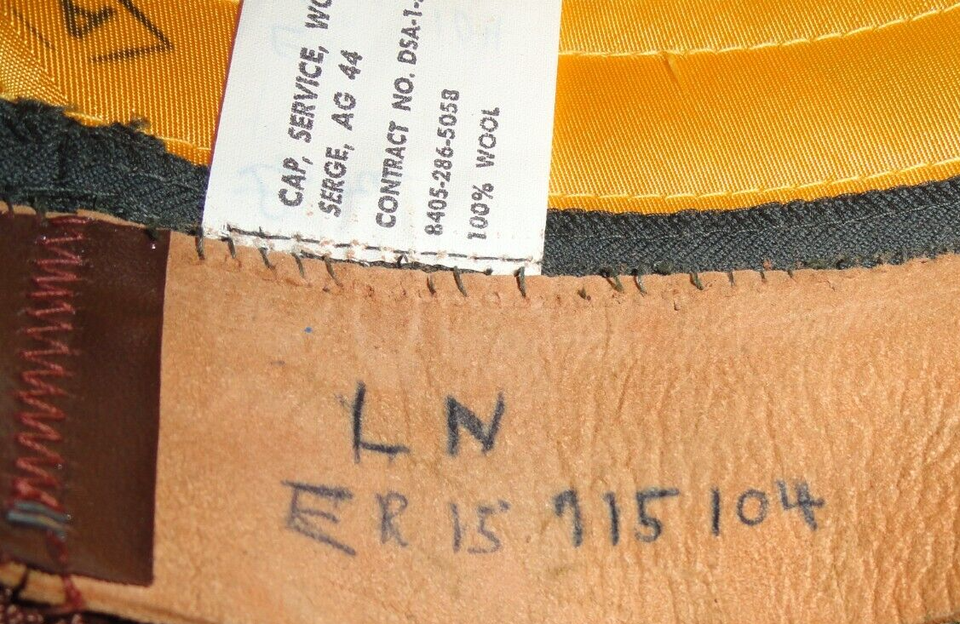 CAP, SERVICE, WO
SERGE, AG 44
CONTRACT NO. DSA-1-
8405-286-5058
100% WOOL
L N
ER 15 715 104